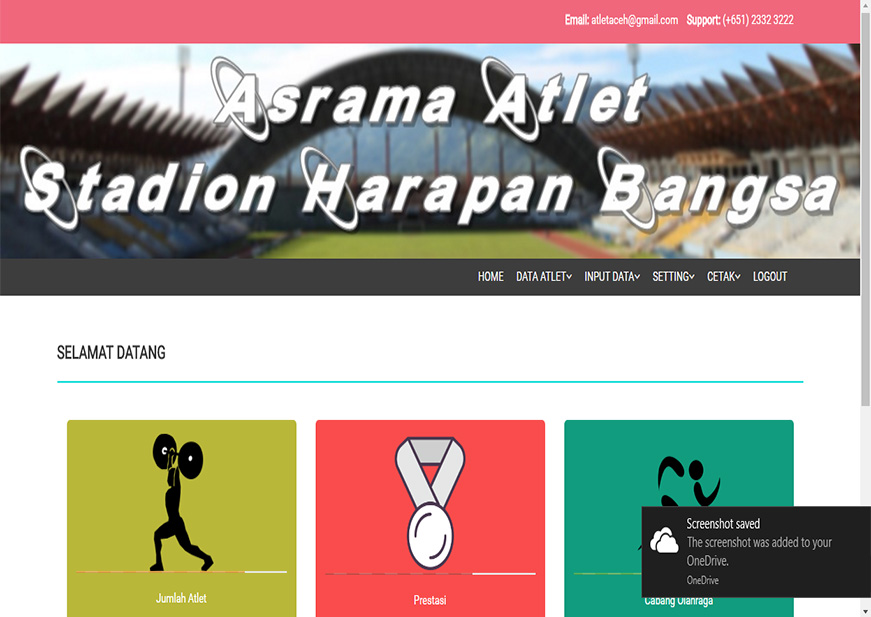 Email: atletaceh@gmail.com Support: (+651) 2332 3222
Asrama Atlet
Stadion Harapan Bangsa
HOME DATA ATLET INPUT DATA SETTING CETAK LOGOUT
SELAMAT DATANG
Jumlah Atlet Prestasi Cabang Olahraga
Screenshot saved
The screenshot was added to your
OneDrive.
OneDrive